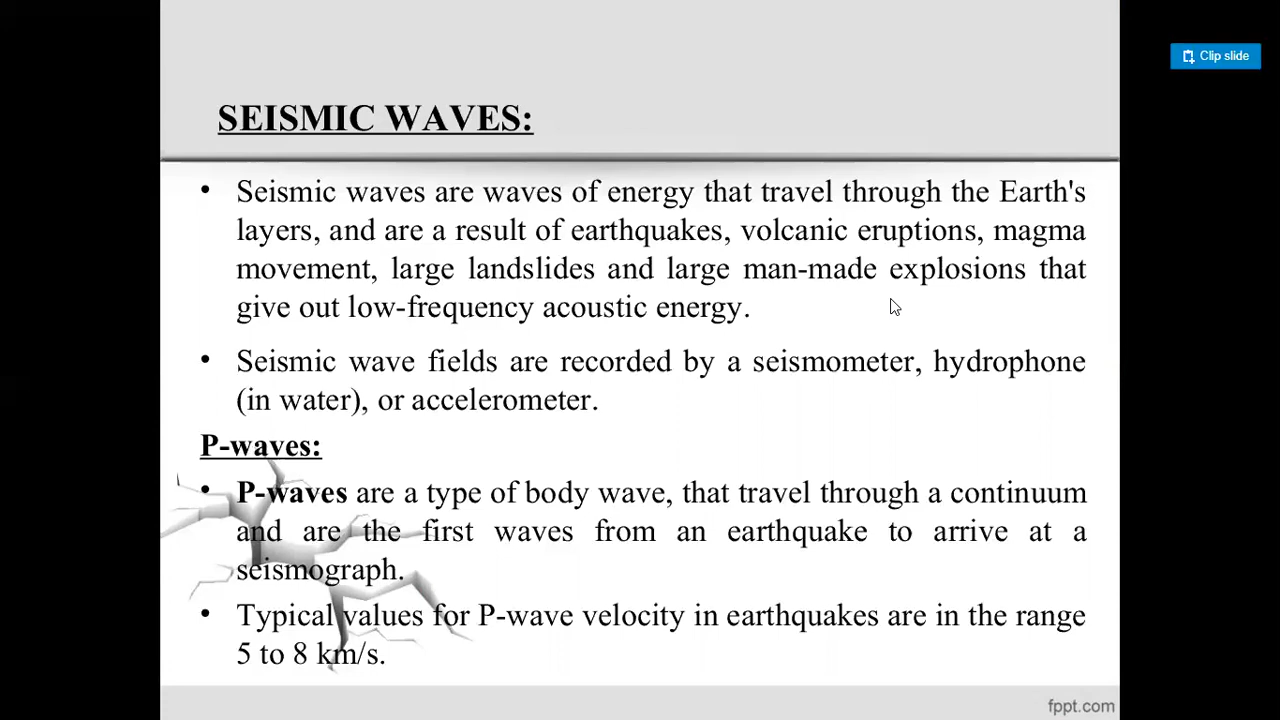 Clip slide
SEISMIC WAVES:
• Seismic waves are waves of energy that travel through the Earth's
layers, and are a result of earthquakes, volcanic eruptions, magma
movement, large landslides and large man-made explosions that
give out low-frequency acoustic energy.
• Seismic wave fields are recorded by a seismometer, hydrophone
(in water), or accelerometer.
P-waves:
• P-waves are a type of body wave, that travel through a continuum
and are the first waves from an earthquake to arrive at a
seismograph.
• Typical values for P-wave velocity in earthquakes are in the range
5 to 8 km/s.
fppt.com